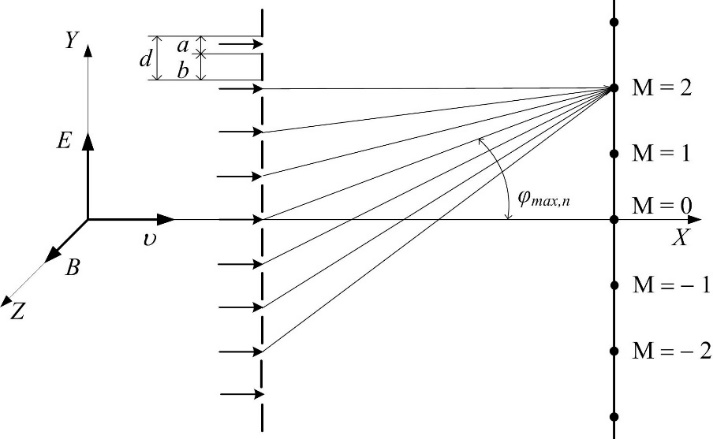 Y
a
d
b
M = 2
E
M = 1
φmax,n
M = 0
X
υ
B
M = – 1
Z
M = – 2